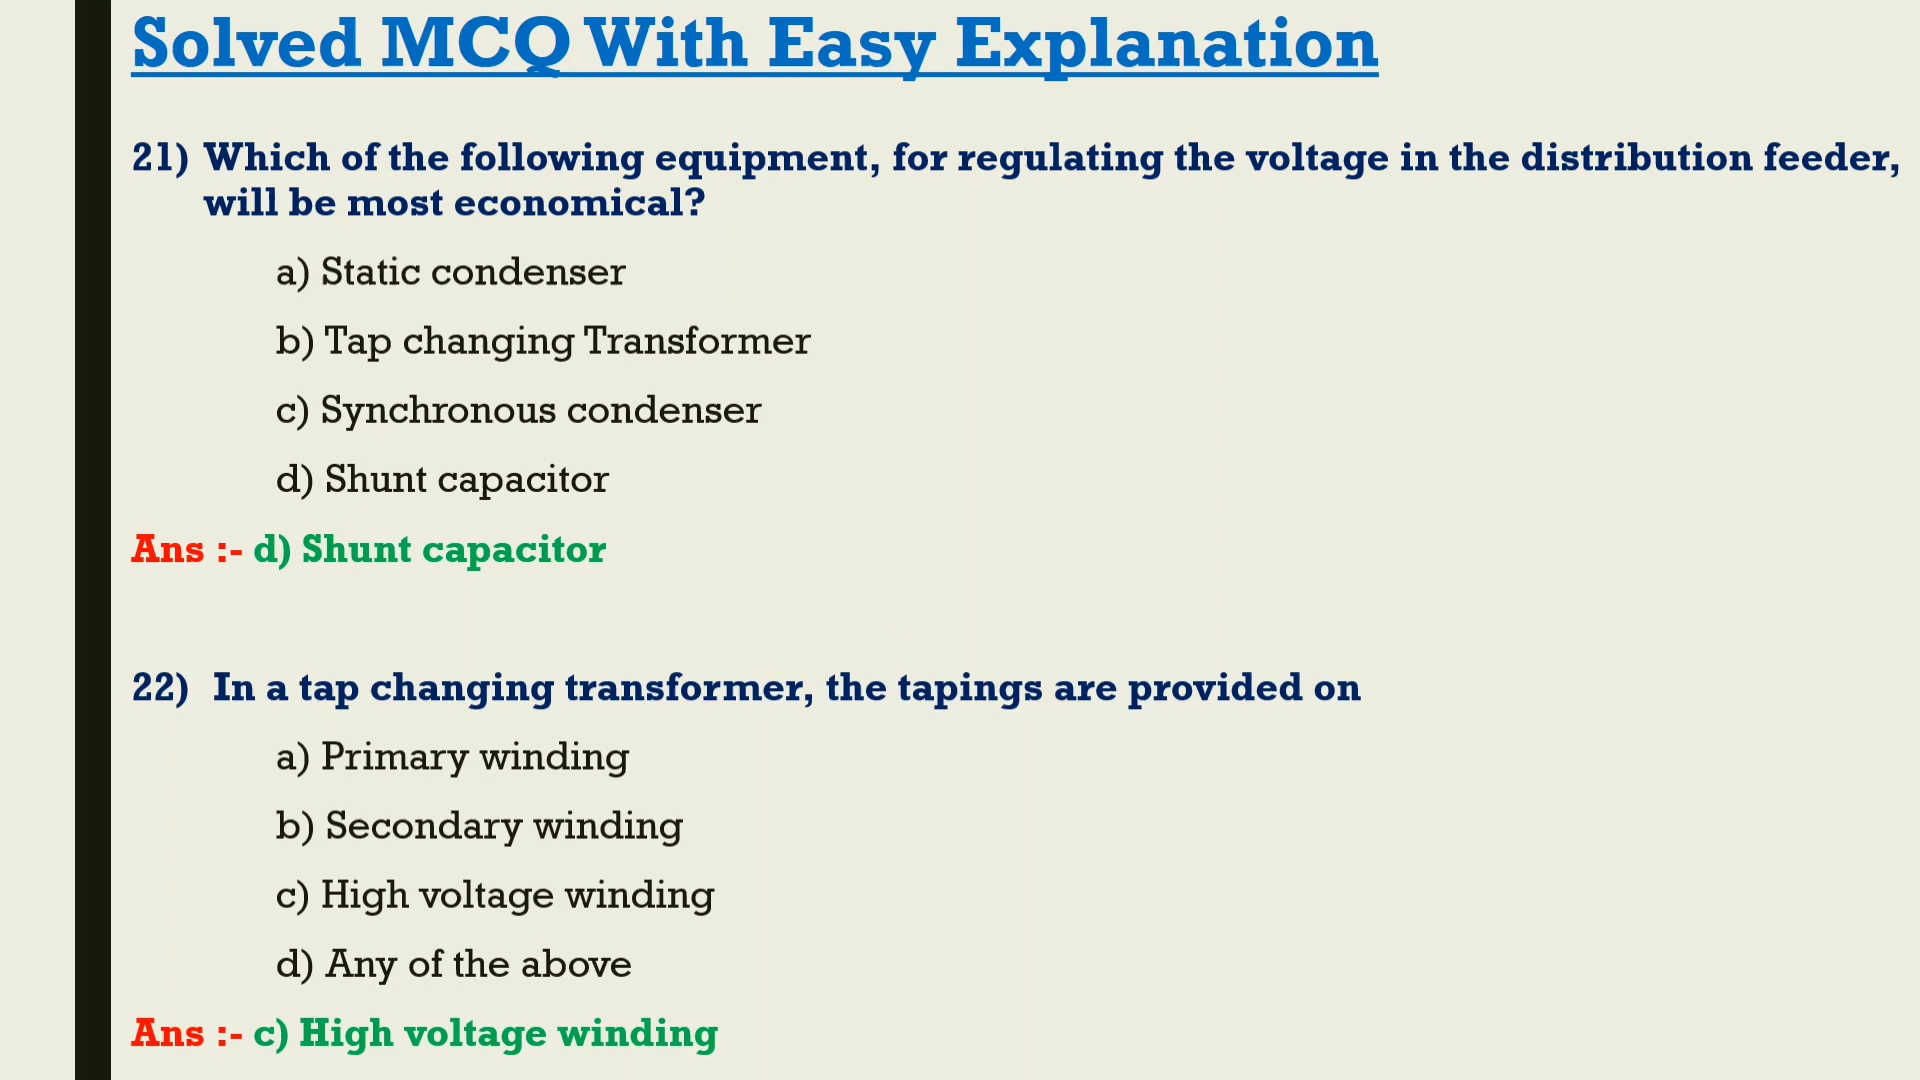 Solved MCQ With Easy Explanation
21) Which of the following equipment, for regulating the voltage in the distribution feeder,
will be most economical?
a) Static condenser
b) Tap changing Transformer
c) Synchronous condenser
d) Shunt capacitor
Ans :- d) Shunt capacitor
22) In a tap changing transformer, the tapings are provided on
a) Primary winding
b) Secondary winding
c) High voltage winding
d) Any of the above
Ans :- c) High voltage winding